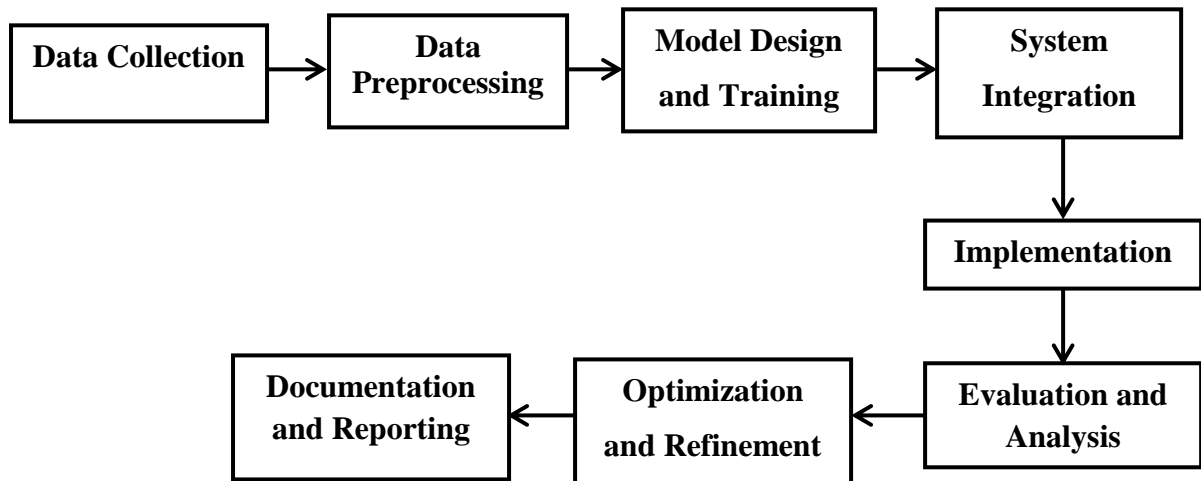 Data Collection
Data
Preprocessing
Model Design
and Training
System
Integration
Implementation
Evaluation and
Analysis
Optimization
and Refinement
Documentation
and Reporting